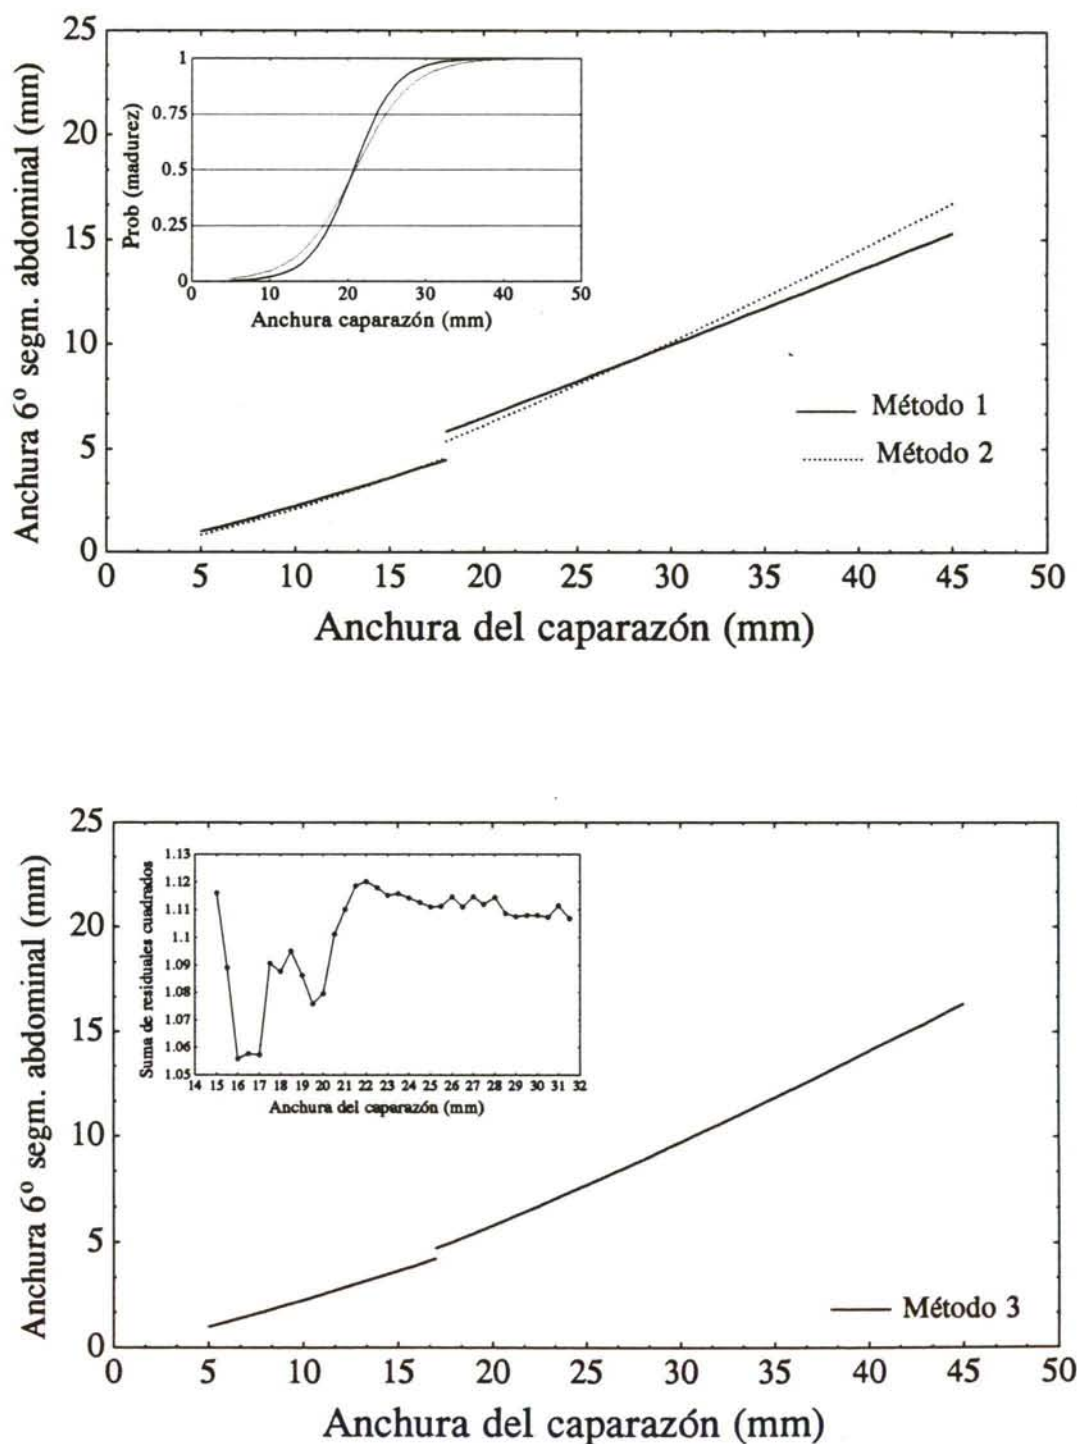 Anchura 6º segm. abdominal (mm)
25
20
15
10
5
0
Prob (madurez)
1
0.75
0.5
0.25
0
0 10 20 30 40 50
Anchura caparazón (mm)
Método 1
Método 2
0 5 10 15 20 25 30 35 40 45 50
Anchura del caparazón (mm)
Anchura 6º segm. abdominal (mm)
25
20
15
10
5
0
Suma de residuales cuadrados
1.13
1.12
1.11
1.1
1.09
1.08
1.07
1.06
1.05
14 15 16 17 18 19 20 21 22 23 24 25 26 27 28 29 30 31 32
Anchura del caparazón (mm)
Método 3
0 5 10 15 20 25 30 35 40 45 50
Anchura del caparazón (mm)